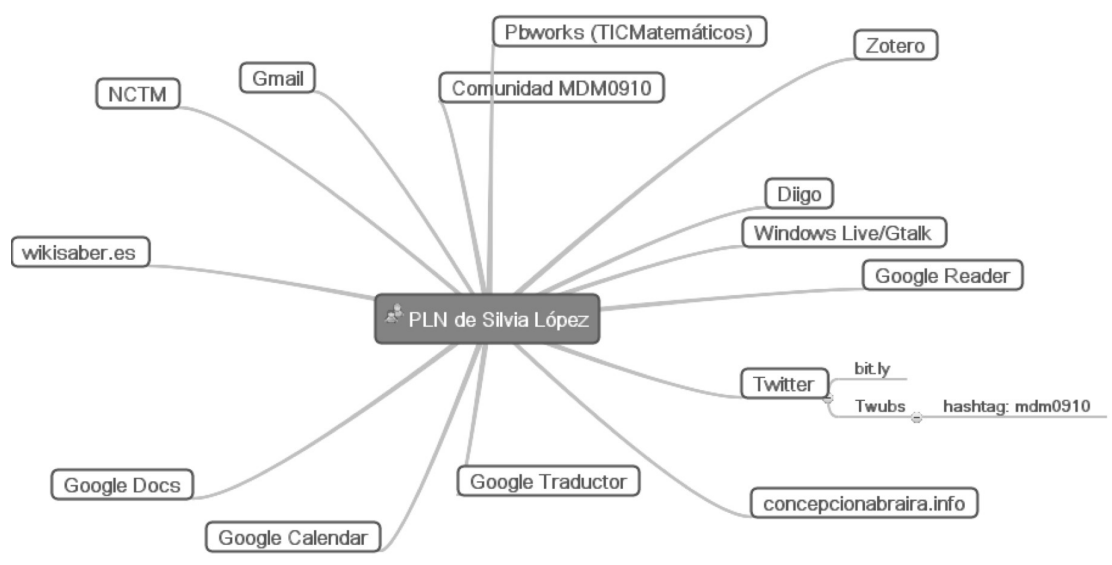 Pbworks (TICMatemáticos)
Zotero
Gmail
Comunidad MDM0910
NCTM
Diigo
Windows Live/Gtalk
wikisaber.es
Google Reader
PLN de Silvia López
bit.ly
Twitter
Twubs
hashtag: mdm0910
Google Docs
Google Traductor
concepcionabraira.info
Google Calendar